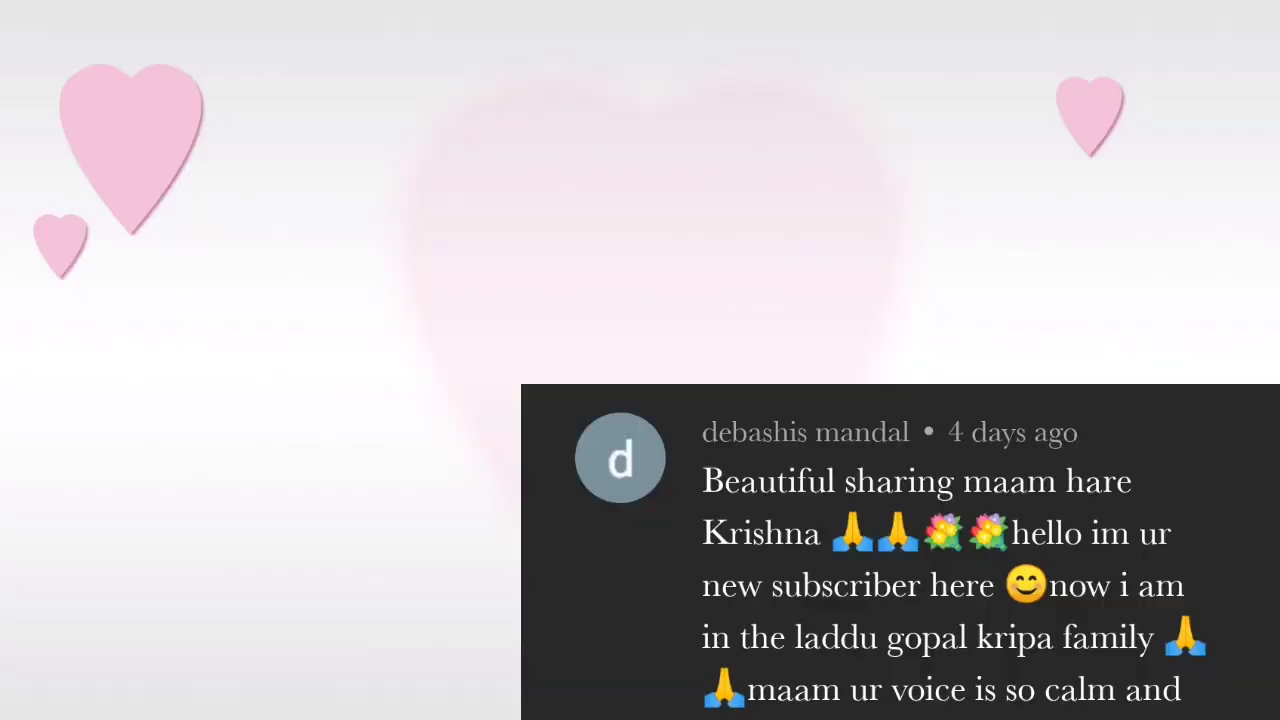 d
debashis mandal • 4 days ago
Beautiful sharing maam hare
Krishna 🙏🙏💐💐hello im ur
new subscriber here 😊now i am
in the laddu gopal kripa family 🙏
🙏maam ur voice is so calm and